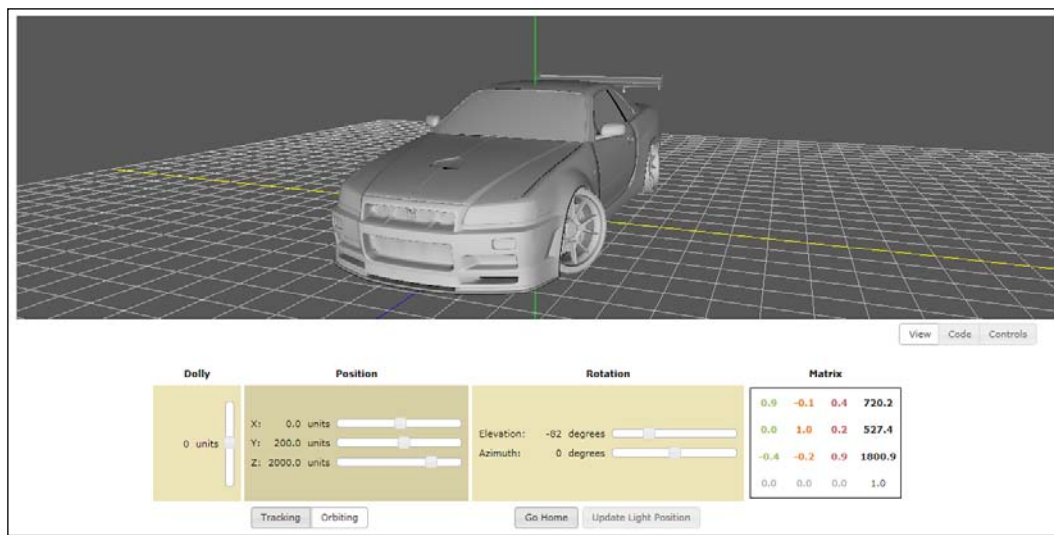 View Code Controls
Dolly Position Rotation Matrix
0 units
X: 0.0 units
Y: 200.0 units
Z: 2000.0 units
Elevation: -82 degrees
Azimuth: 0 degrees
0.9 -0.1 0.4 720.2
0.0 1.0 0.2 527.4
-0.4 -0.2 0.9 1800.9
0.0 0.0 0.0 1.0
Tracking Orbiting
Go Home Update Light Position